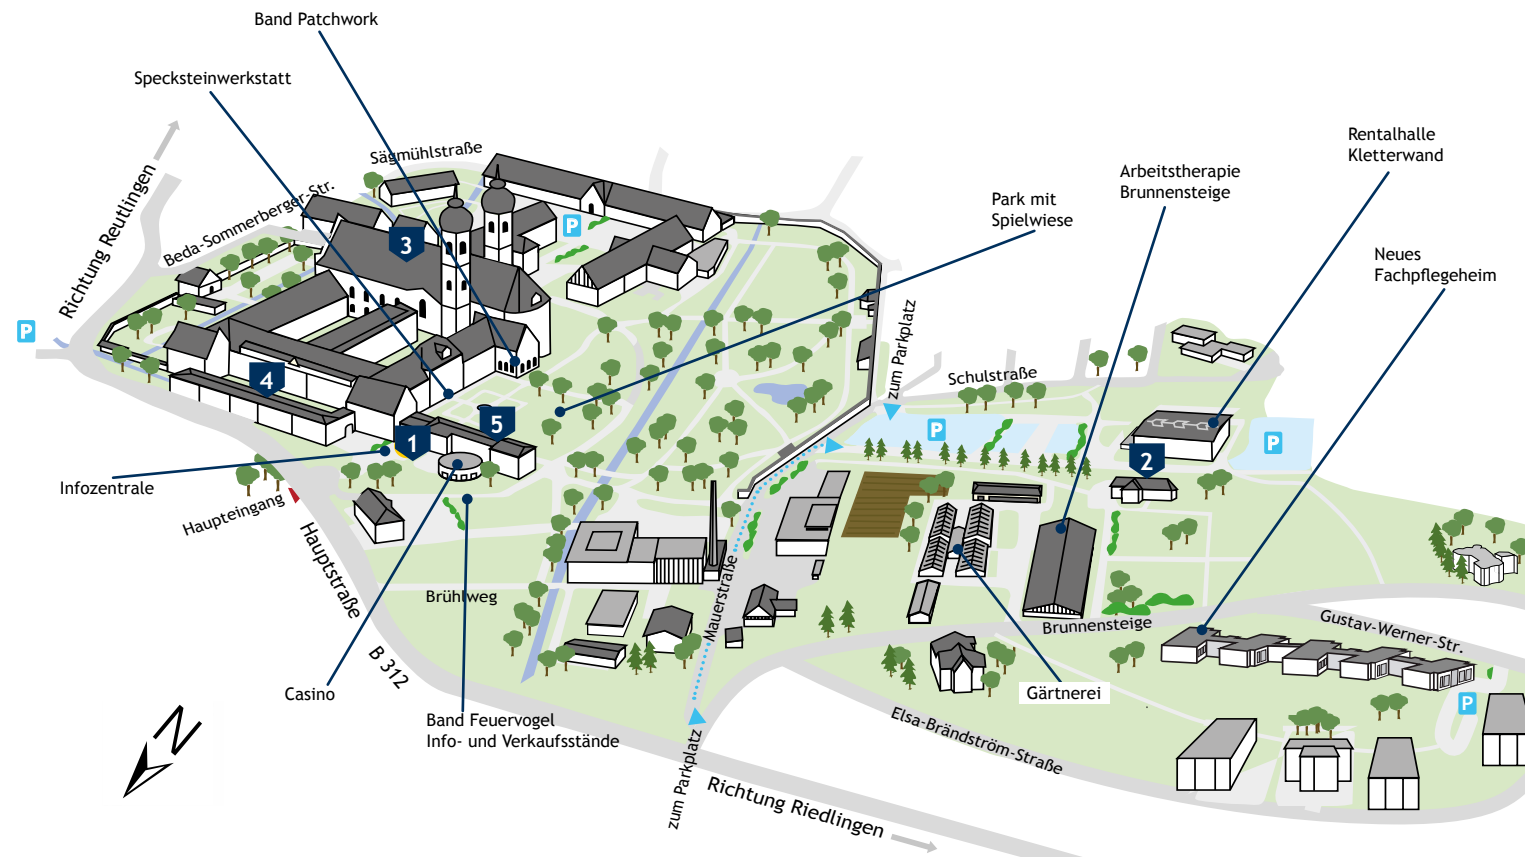 Band Patchwork
Specksteinwerkstatt
Sägmühlstraße
Rentalhalle
Kletterwand
Arbeitstherapie
Brunnensteige
Park mit
Spielwiese
Neues
Fachpflegeheim
Richtung Reutlingen
Beda-Sommerberger-Str.
P
3
P
zum Parkplatz
Schulstraße
4
5
1
P
P
2
Infozentrale
Haupteingang
Hauptstraße
Brühlweg
Mauerstraße
Brunnensteige
Gustav-Werner-Str.
B 312
Casino
Gärtnerei
P
Band Feuervogel
Info- und Verkaufsstände
Elsa-Brändström-Straße
N
zum Parkplatz
Richtung Riedlingen